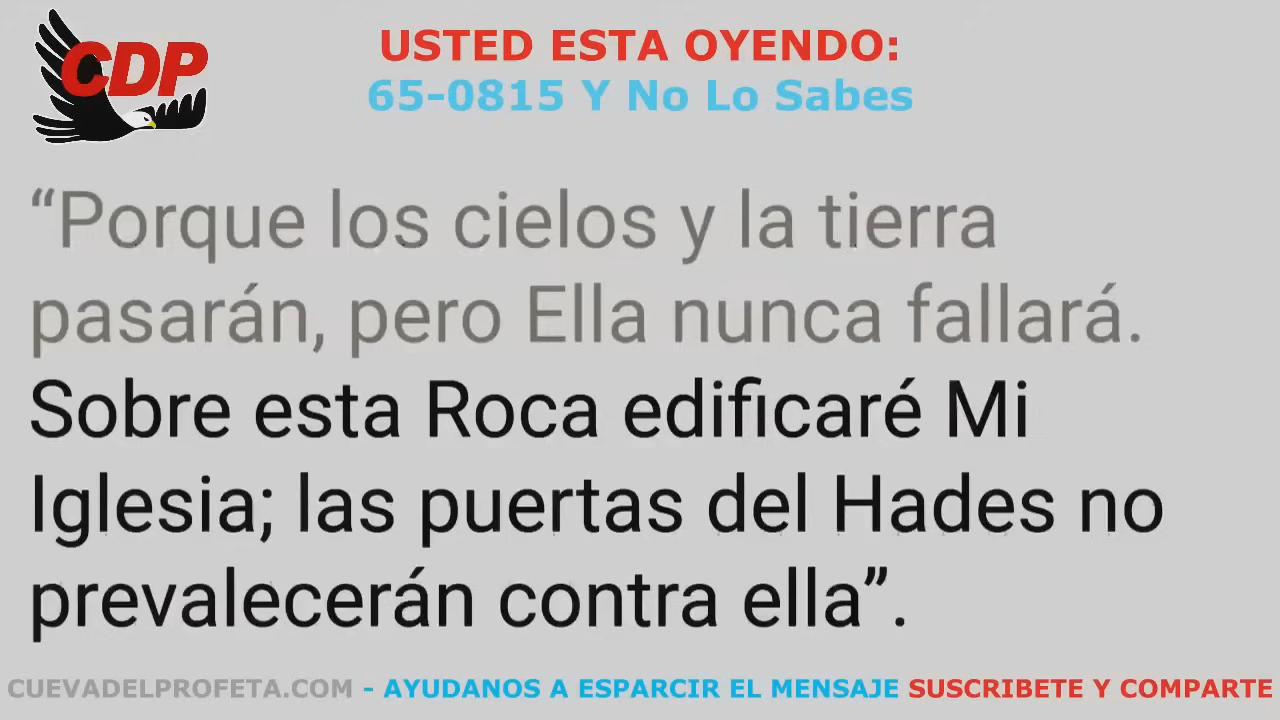 CDP
USTED ESTA OYENDO:
65-0815 Y No Lo Sabes
“Porque los cielos y la tierra
pasarán, pero Ella nunca fallará.
Sobre esta Roca edificaré Mi
Iglesia; las puertas del Hades no
prevalecerán contra ella”.
CUEVADELPROFETA.COM - AYUDANOS A ESPARCIR EL MENSAJE SUSCRIBETE Y COMPARTE